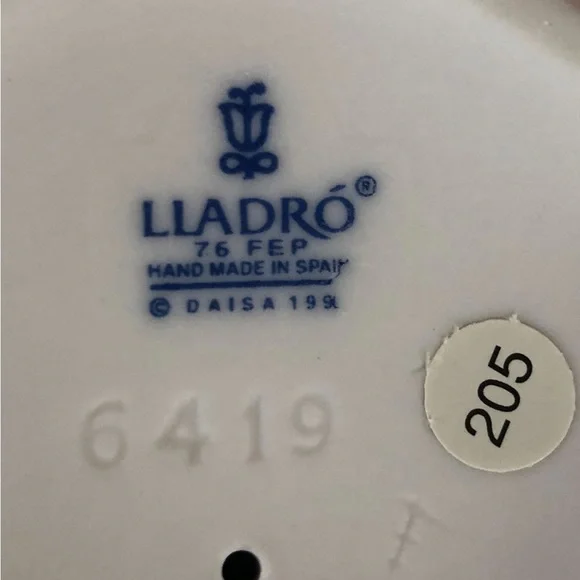 LLADRÓ®
76 FEP
HAND MADE IN SPAIN
© DAISA
6419
F
205